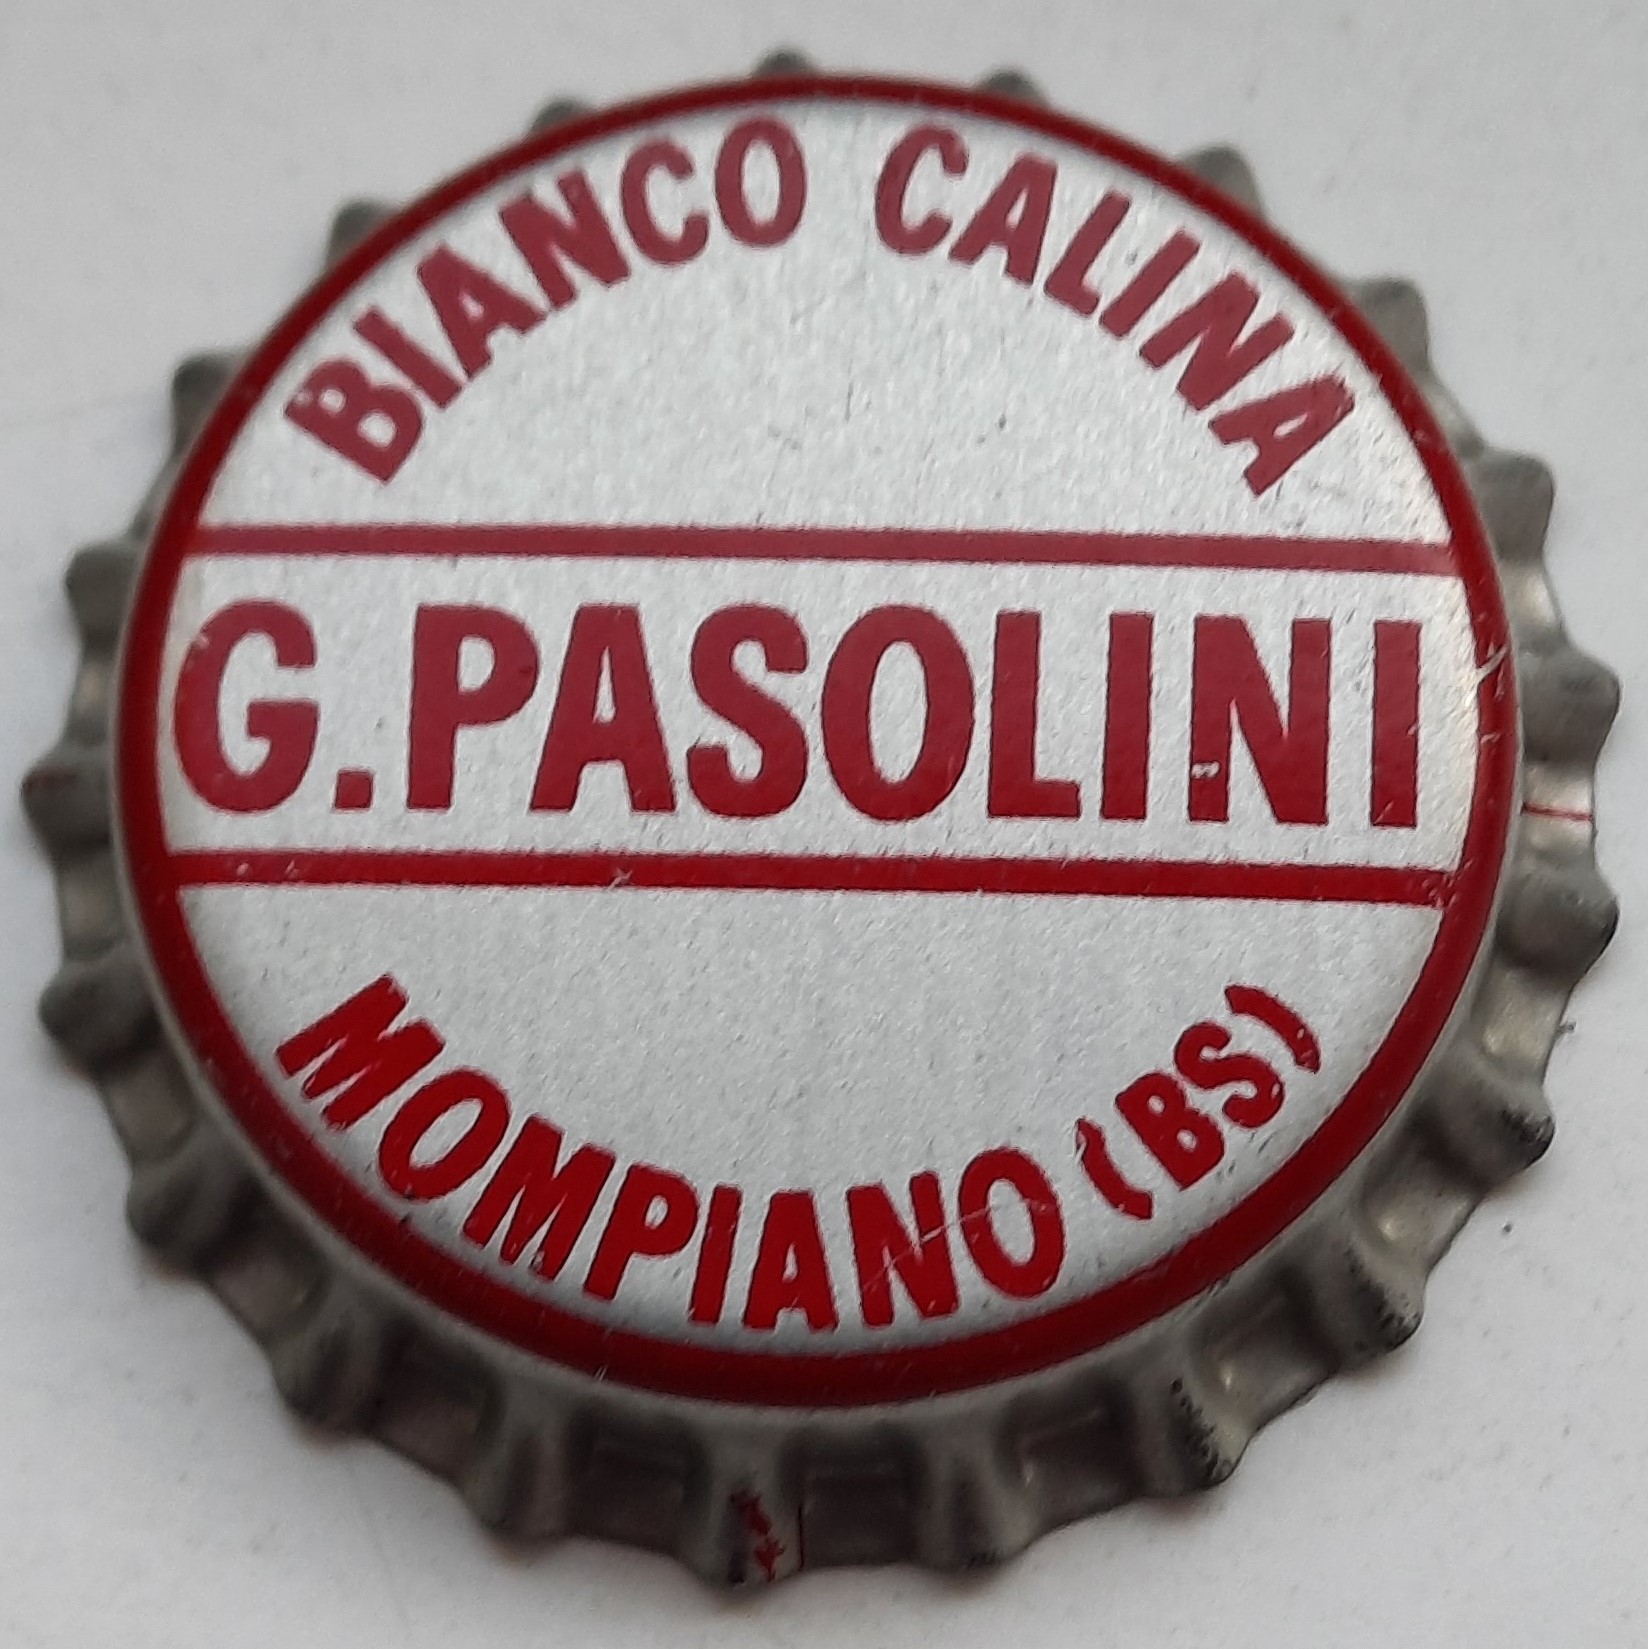 BIANCO CALINA
G. PASOLINI
MOMPIANO (BS)